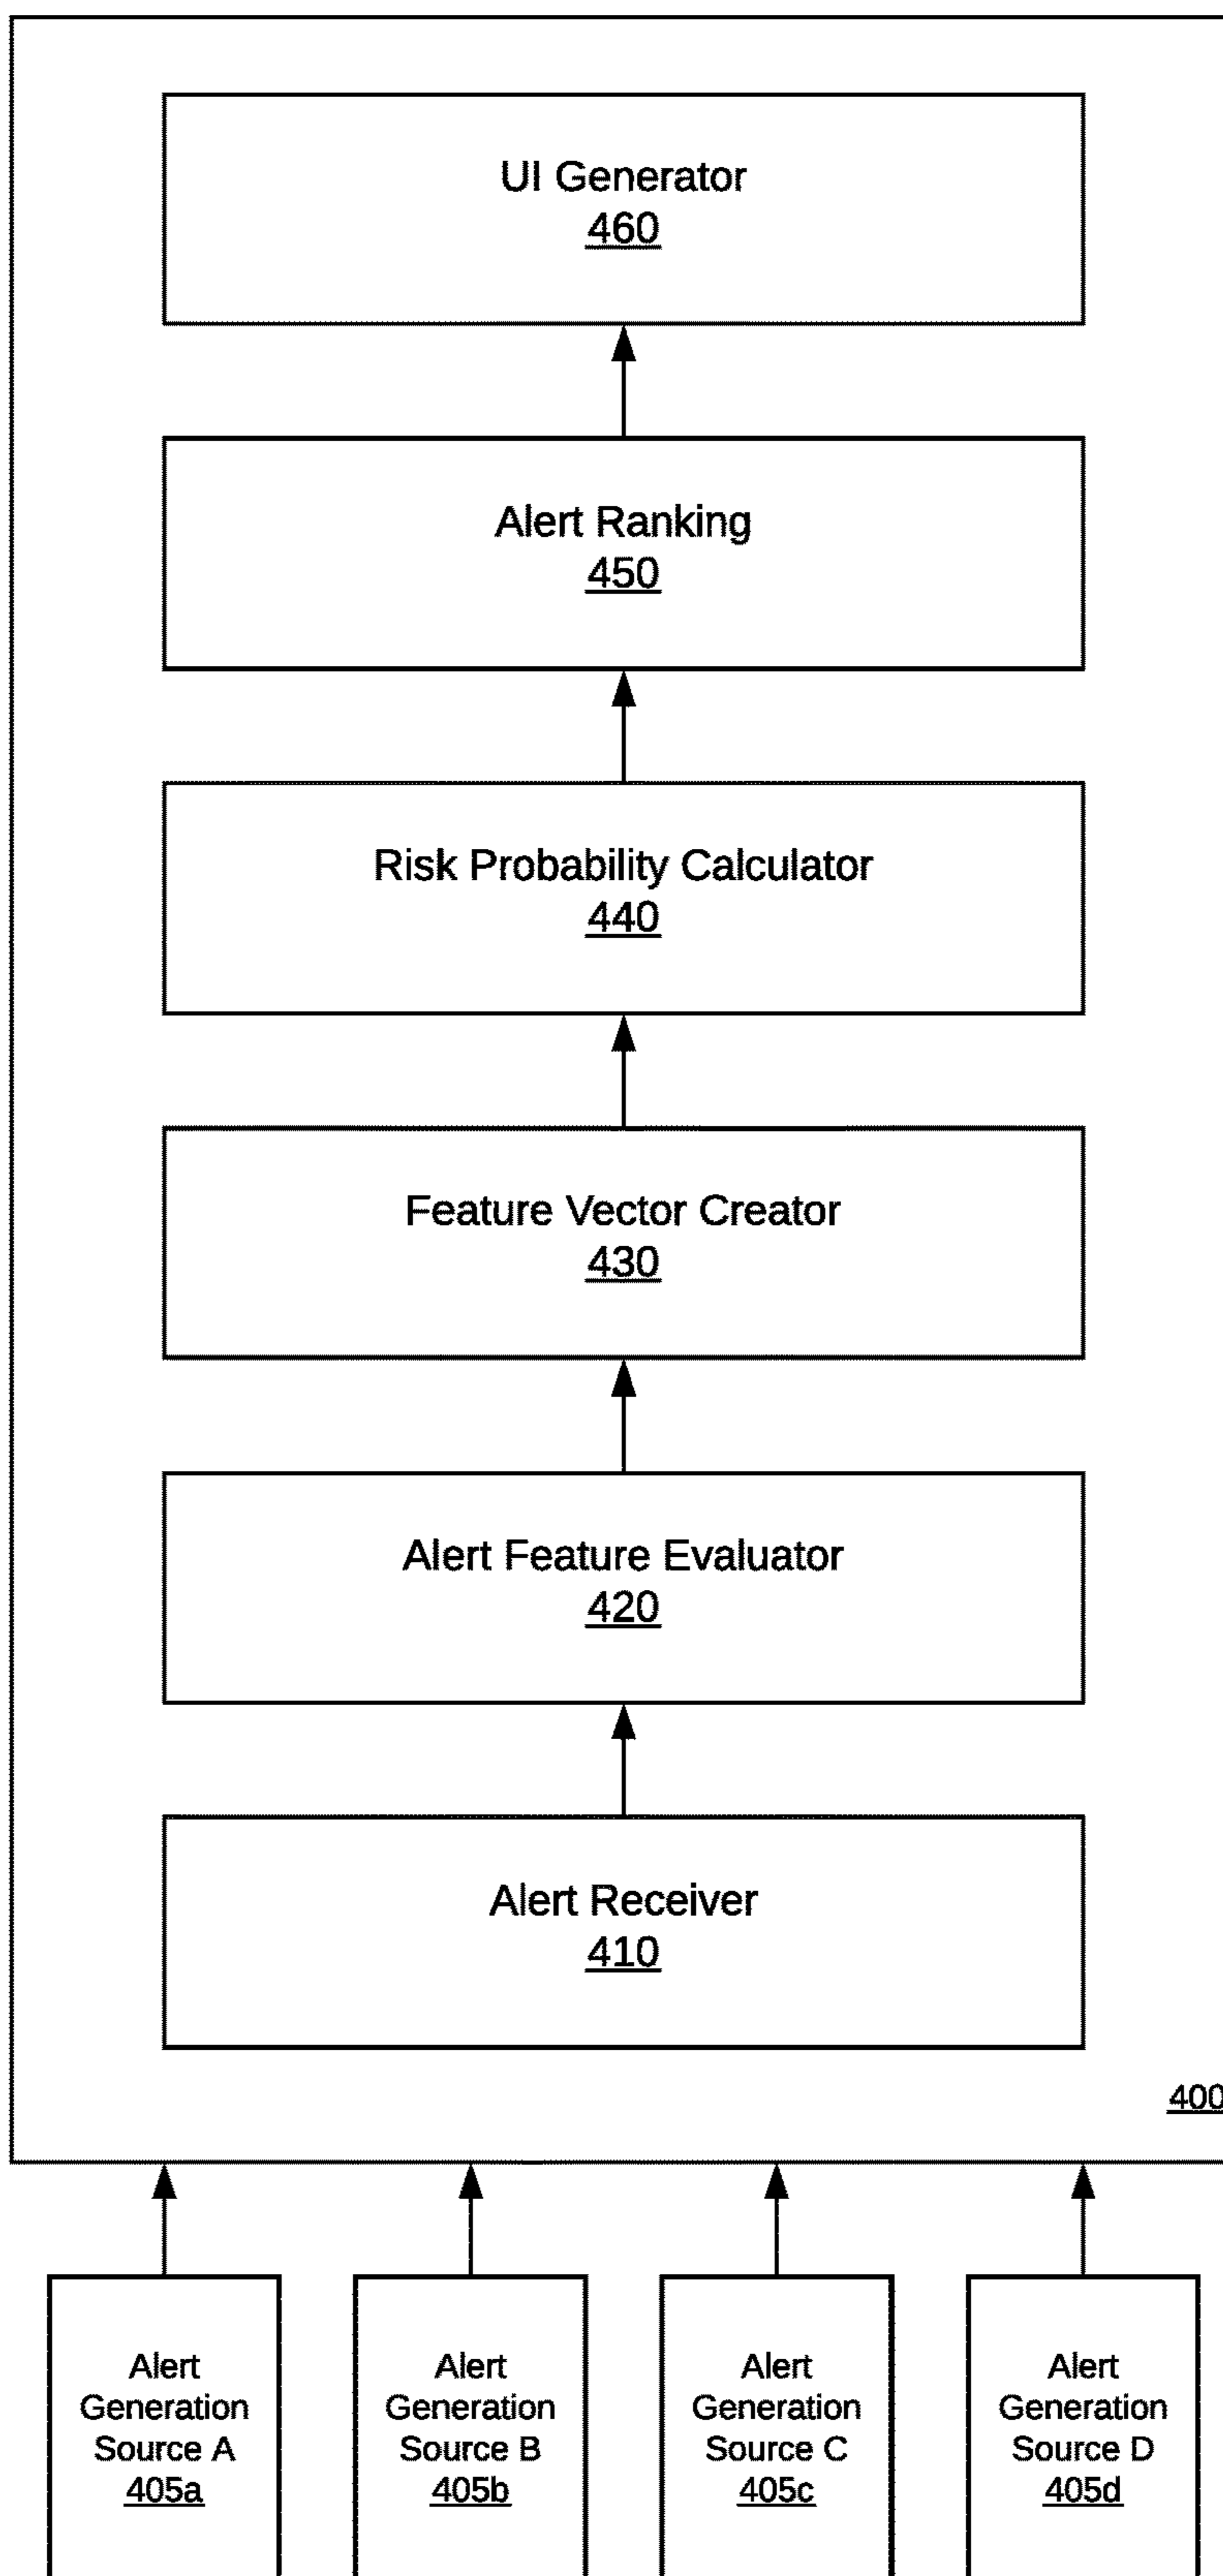 UI Generator
460
Alert Ranking
450
Risk Probability Calculator
440
Feature Vector Creator
430
Alert Feature Evaluator
420
Alert Receiver
410
400
Alert
Generation
Source A
405a
Alert
Generation
Source B
405b
Alert
Generation
Source C
405c
Alert
Generation
Source D
405d